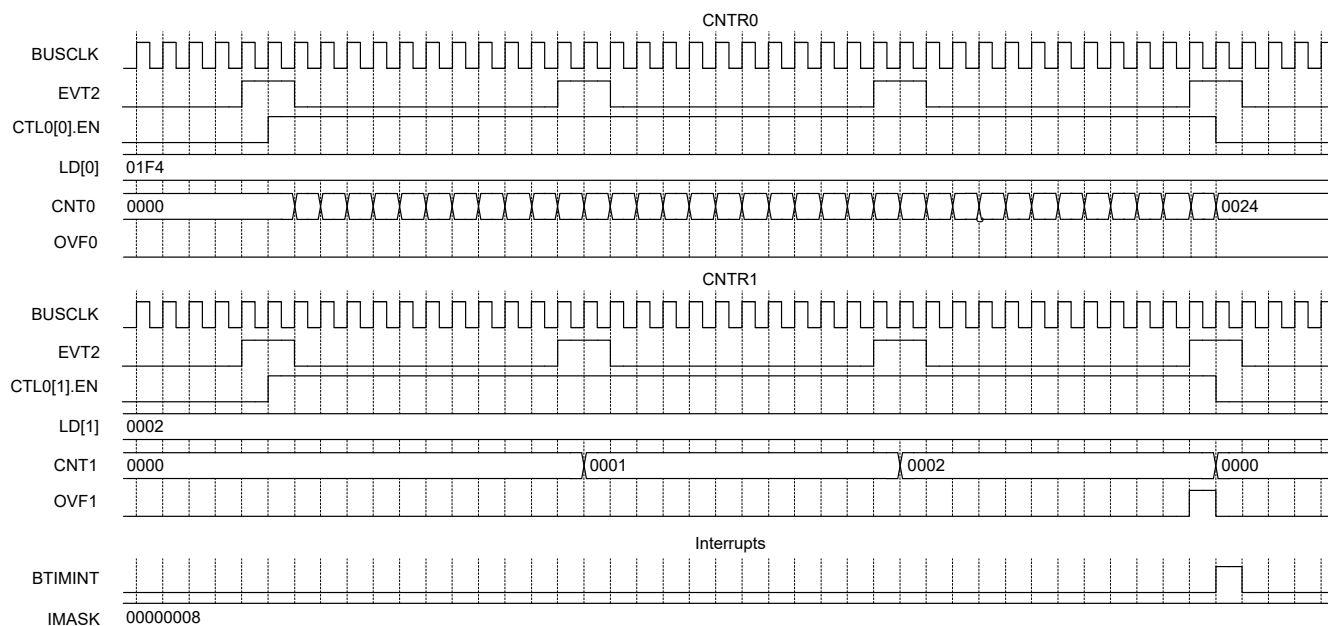 CNTR0
BUSCLK
EVT2
CTL0[0].EN
LD[0] 01F4
CNT0 0000 0024
OVF0
CNTR1
BUSCLK
EVT2
CTL0[1].EN
LD[1] 0002
CNT1 0000 0001 0002 0000
OVF1
Interrupts
BTIMINT
IMASK 00000008